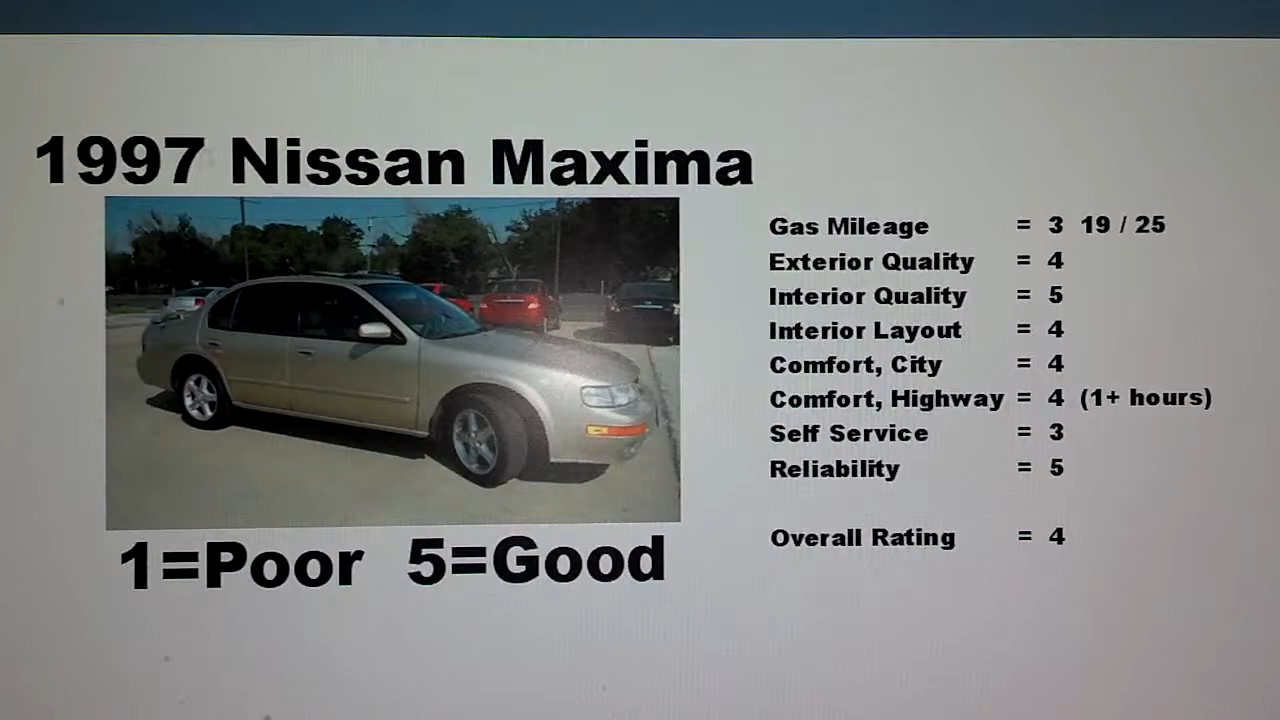 1997 Nissan Maxima
Gas Mileage = 3 19 / 25
Exterior Quality = 4
Interior Quality = 5
Interior Layout = 4
Comfort, City = 4
Comfort, Highway = 4 (1+ hours)
Self Service = 3
Reliability = 5
Overall Rating = 4
1=Poor 5=Good